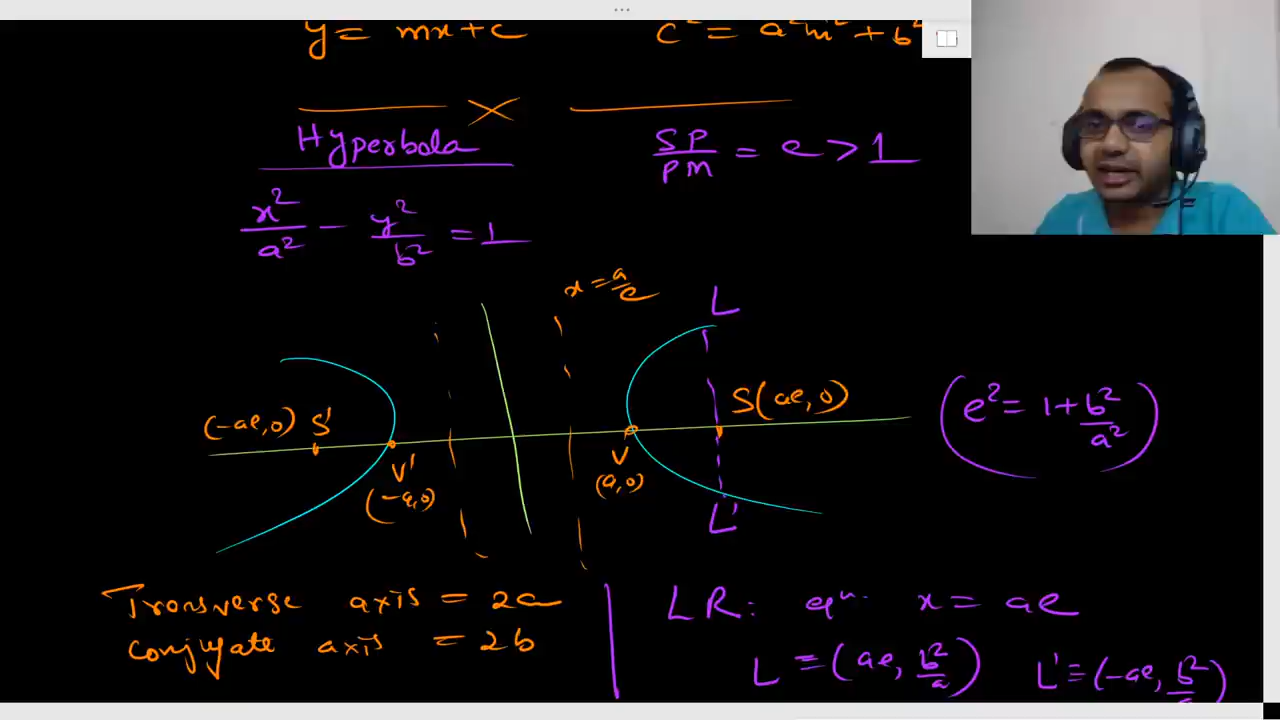 y = mx + c
c² = a²m² + b²
Hyperbola
SP/PM = e > 1
x²/a² - y²/b² = 1
x = a/e
L
(-ae,0) S'
S(ae,0)
e² = 1 + b²/a²
V'
(-a,0)
V
(a,0)
L'
Transverse axis = 2a
Conjugate axis = 2b
LR: eqⁿ. x = ae
L ≡ (ae, b²/a)
L' ≡ (-ae, b²/a)